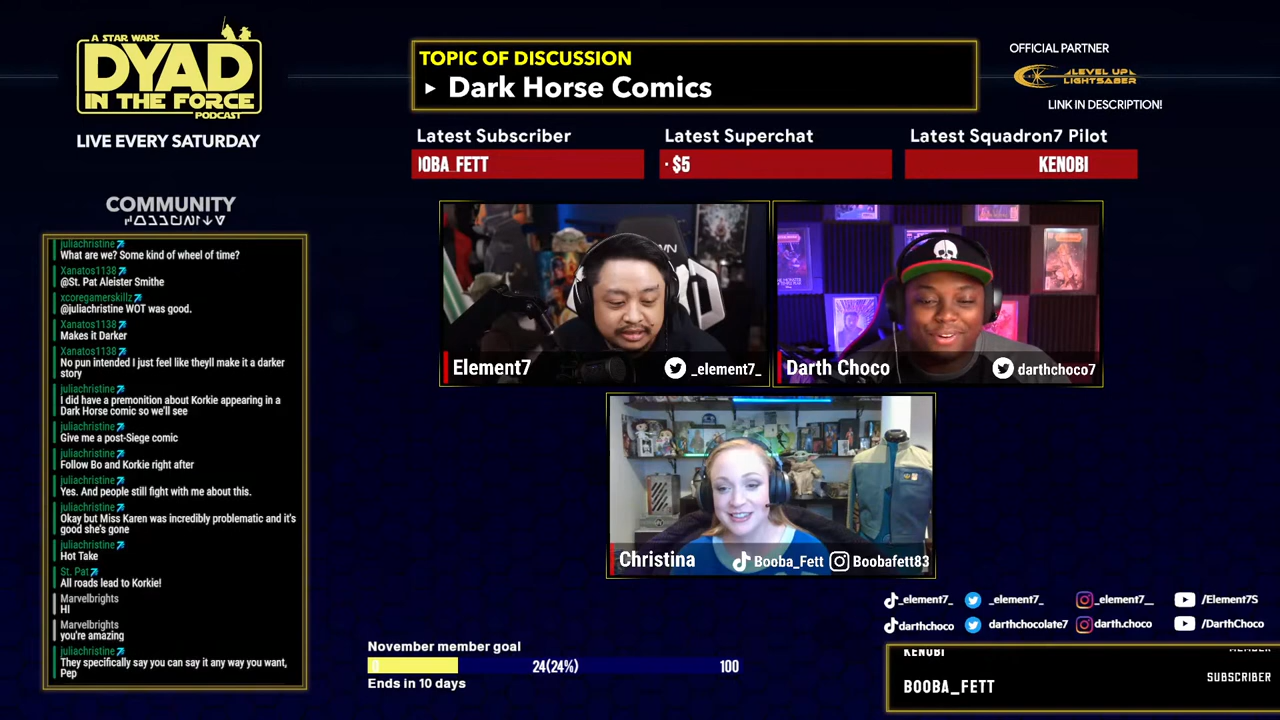 A STAR WARS
DYAD
IN THE FORCE
PODCAST
LIVE EVERY SATURDAY
TOPIC OF DISCUSSION
Dark Horse Comics
OFFICIAL PARTNER
LEVEL UP
LIGHTSABER
LINK IN DESCRIPTION!
Latest Subscriber
OOBA_FETT
Latest Superchat
· $5
Latest Squadron7 Pilot
KENOBI
COMMUNITY
juliachristine
What are we? Some kind of wheel of time?
Xanatos1138
@St. Pat Aleister Smithe
xcoregamerskillz
@juliachristine WOT was good.
Xanatos1138
Makes it Darker
Xanatos1138
No pun intended I just feel like theyll make it a darker
story
juliachristine
I did have a premonition about Korkie appearing in a
Dark Horse comic so we'll see
juliachristine
Give me a post-Siege comic
juliachristine
Follow Bo and Korkie right after
juliachristine
Yes. And people still fight with me about this.
juliachristine
Okay but Miss Karen was incredibly problematic and it's
good she's gone
juliachristine
Hot Take
St. Pat
All roads lead to Korkie!
Marvelbrights
HI
Marvelbrights
you're amazing
juliachristine
They specifically say you can say it any way you want,
Pep
Element7
_element7_
Darth Choco
darthchoco7
Christina
Booba_Fett
Boobafett83
November member goal
0
24(24%)
100
Ends in 10 days
_element7_
_element7_
_element7__
/Element7S
darthchoco
darthchocolate7
darth.choco
/DarthChoco
KENOBI
MEMBER
BOOBA_FETT
SUBSCRIBER